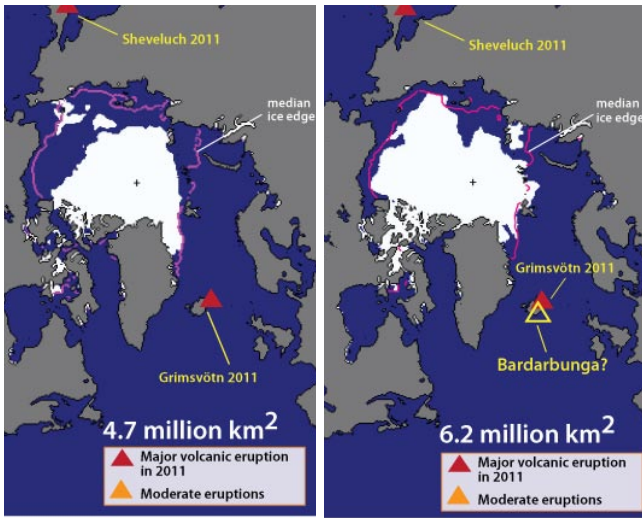 Sheveluch 2011
median
ice edge
Grimsvötn 2011
4.7 million km²
Major volcanic eruption
in 2011
Moderate eruptions
Sheveluch 2011
median
ice edge
Grimsvötn 2011
Bardarbunga?
6.2 million km²
Major volcanic eruption
in 2011
Moderate eruptions